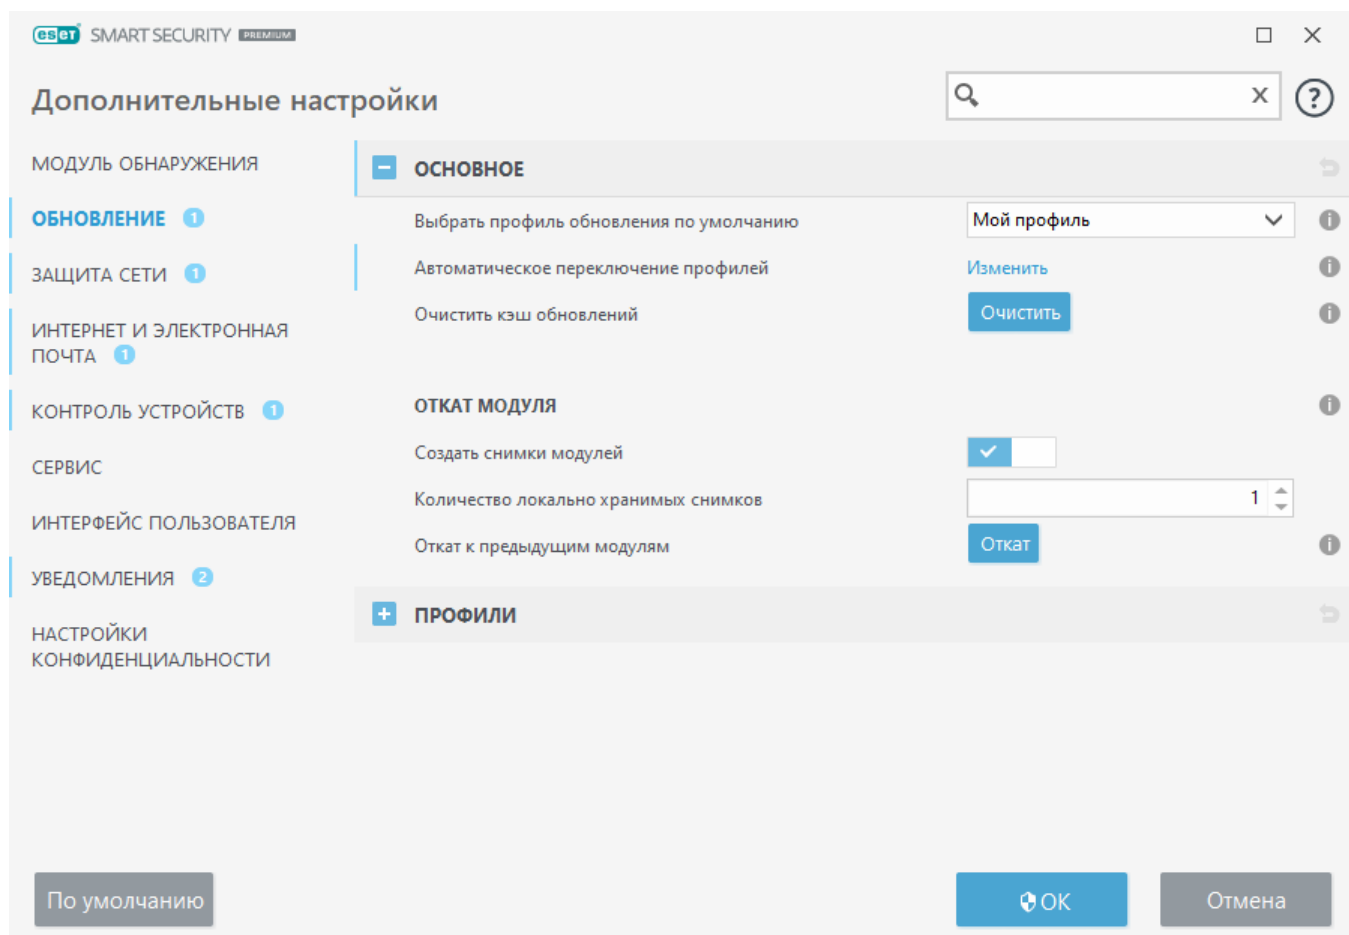 eset SMART SECURITY PREMIUM
Дополнительные настройки
X
?
МОДУЛЬ ОБНАРУЖЕНИЯ
ОБНОВЛЕНИЕ 1
ЗАЩИТА СЕТИ 1
ИНТЕРНЕТ И ЭЛЕКТРОННАЯ
ПОЧТА 1
КОНТРОЛЬ УСТРОЙСТВ 1
СЕРВИС
ИНТЕРФЕЙС ПОЛЬЗОВАТЕЛЯ
УВЕДОМЛЕНИЯ 2
НАСТРОЙКИ
КОНФИДЕНЦИАЛЬНОСТИ
ОСНОВНОЕ
Выбрать профиль обновления по умолчанию Мой профиль
Автоматическое переключение профилей Изменить
Очистить кэш обновлений Очистить
ОТКАТ МОДУЛЯ
Создать снимки модулей
Количество локально хранимых снимков 1
Откат к предыдущим модулям Откат
ПРОФИЛИ
По умолчанию
ОК
Отмена